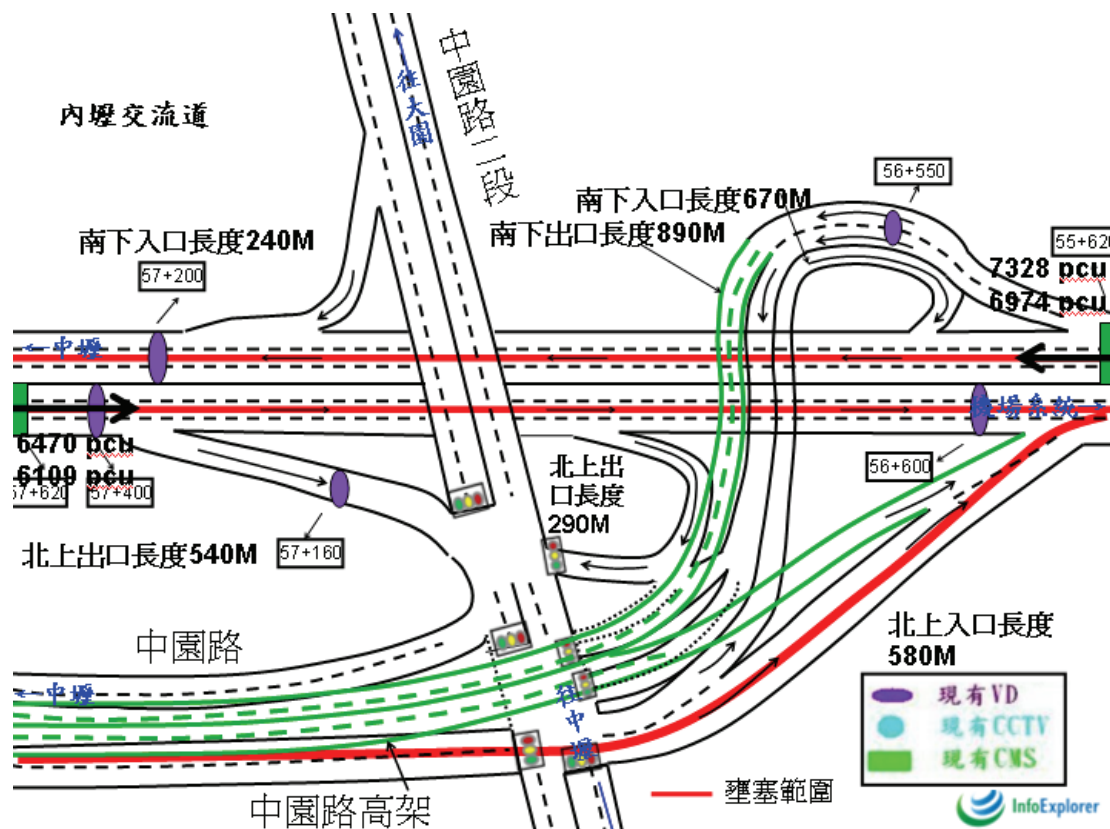 內壢交流道
往大園
中園路二段
56+550
南下入口長度670M
南下出口長度890M
南下入口長度240M
57+200
55+620
7328 pcu
6974 pcu
←中壢
機場系統→
6470 pcu
6109 pcu
57+620
57+400
北上出
口長度
290M
56+600
北上出口長度540M
57+160
中園路
北上入口長度
580M
←中壢
往中壢
現有VD
現有CCTV
現有CMS
中園路高架
壅塞範圍
InfoExplorer